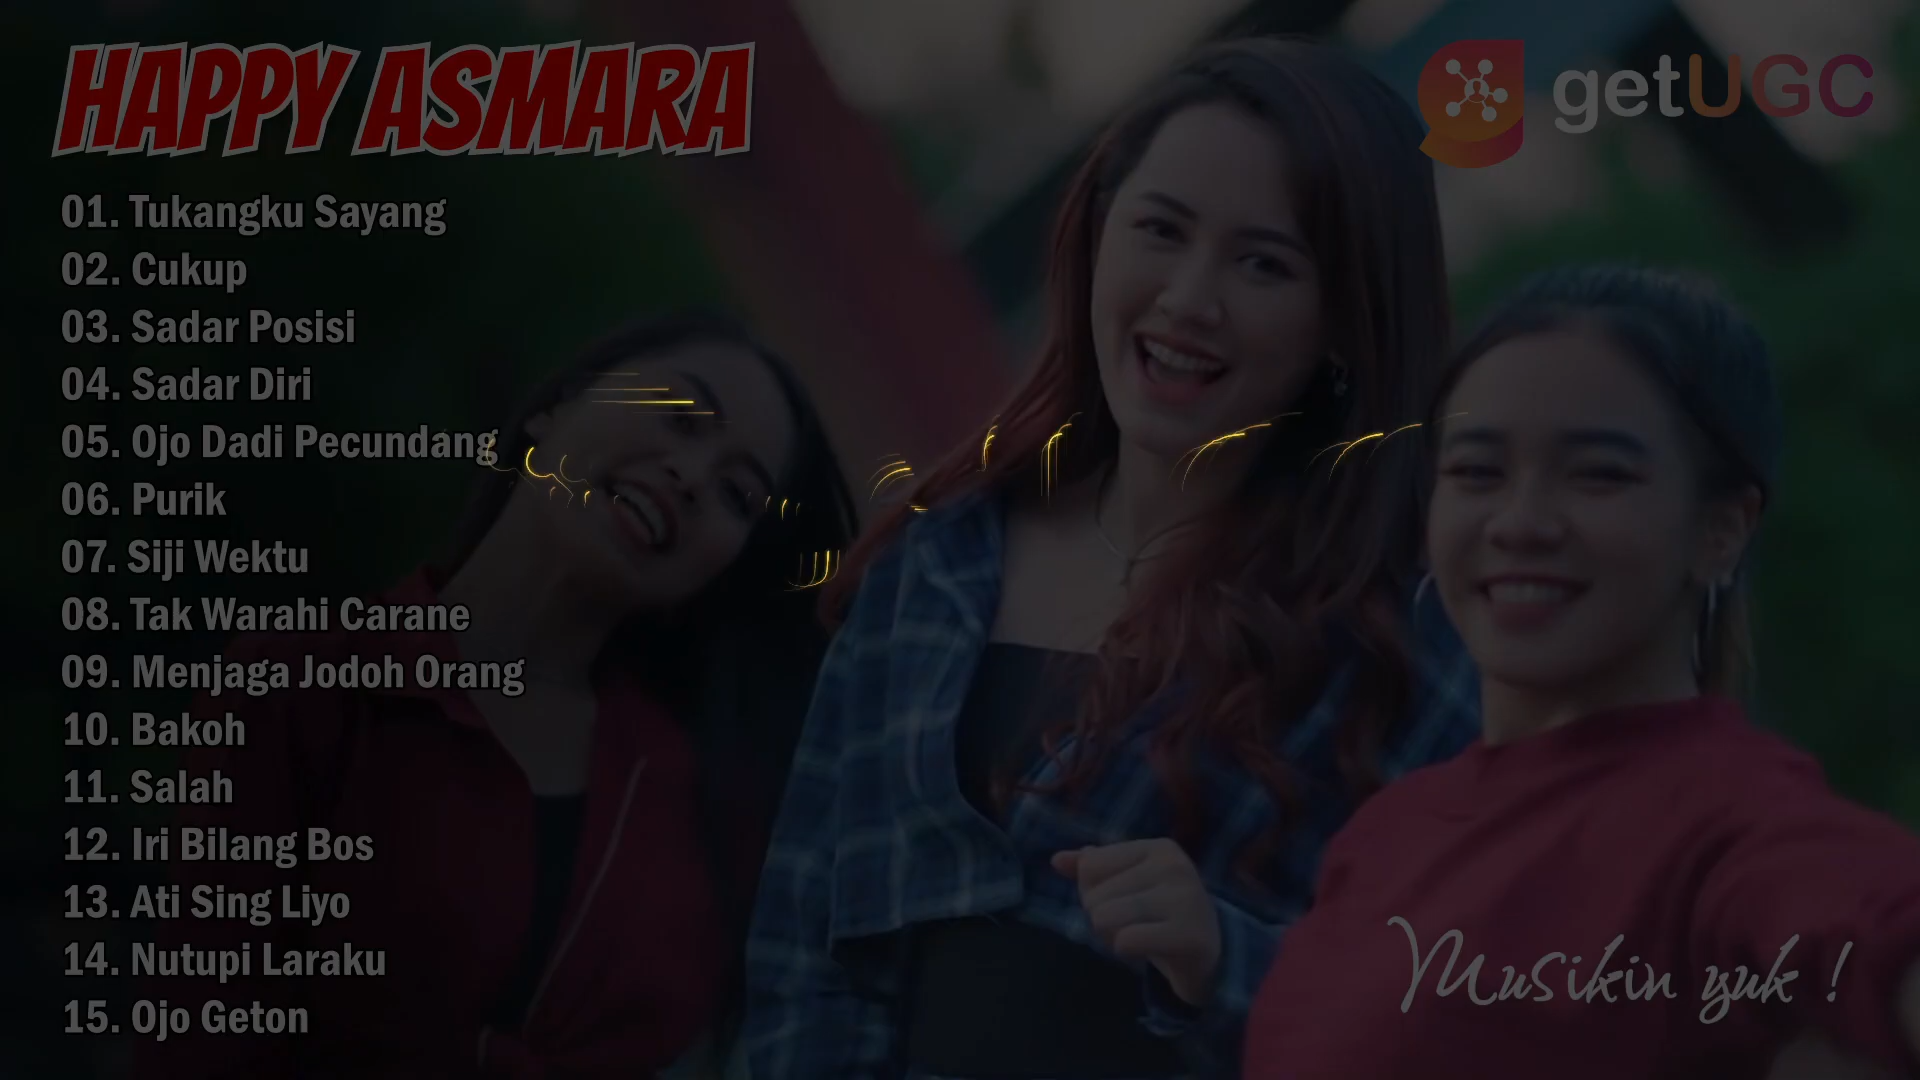 HAPPY ASMARA
getUGC
01. Tukangku Sayang
02. Cukup
03. Sadar Posisi
04. Sadar Diri
05. Ojo Dadi Pecundang
06. Purik
07. Siji Wektu
08. Tak Warahi Carane
09. Menjaga Jodoh Orang
10. Bakoh
11. Salah
12. Iri Bilang Bos
13. Ati Sing Liyo
14. Nutupi Laraku
15. Ojo Geton
Musikin yuk !